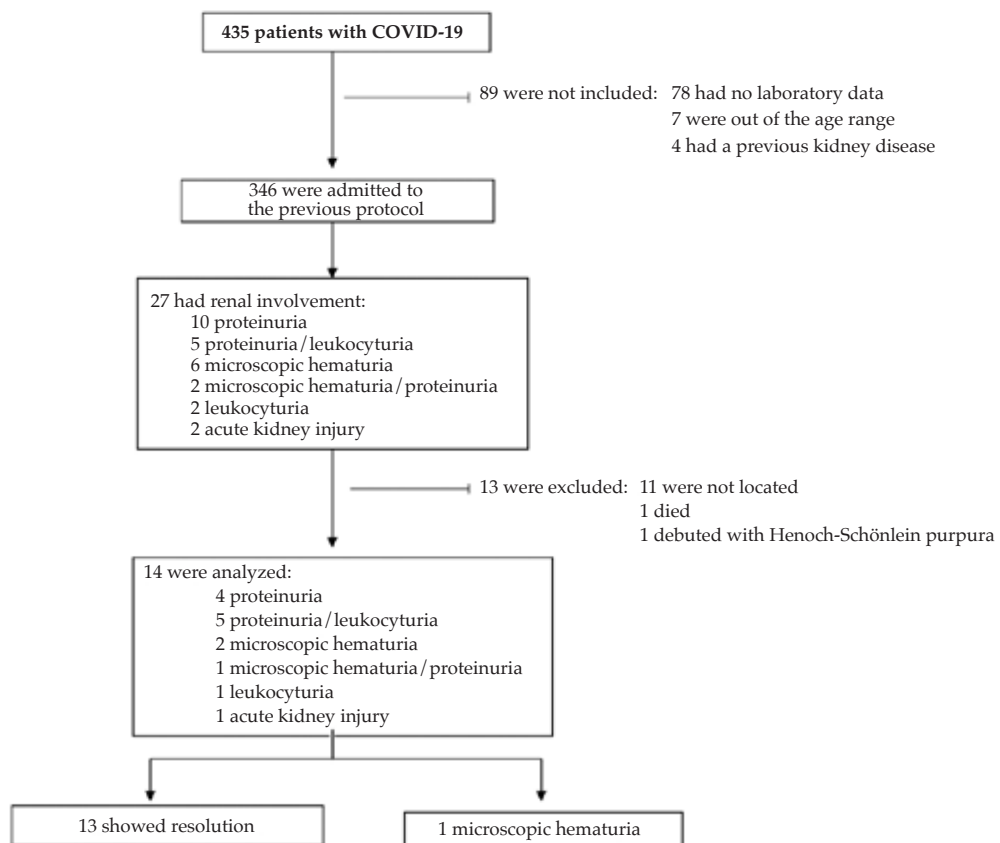 435 patients with COVID-19
89 were not included: 78 had no laboratory data
7 were out of the age range
4 had a previous kidney disease
346 were admitted to
the previous protocol
27 had renal involvement:
10 proteinuria
5 proteinuria/leukocyturia
6 microscopic hematuria
2 microscopic hematuria/proteinuria
2 leukocyturia
2 acute kidney injury
13 were excluded: 11 were not located
1 died
1 debuted with Henoch-Schönlein purpura
14 were analyzed:
4 proteinuria
5 proteinuria/leukocyturia
2 microscopic hematuria
1 microscopic hematuria/proteinuria
1 leukocyturia
1 acute kidney injury
13 showed resolution
1 microscopic hematuria